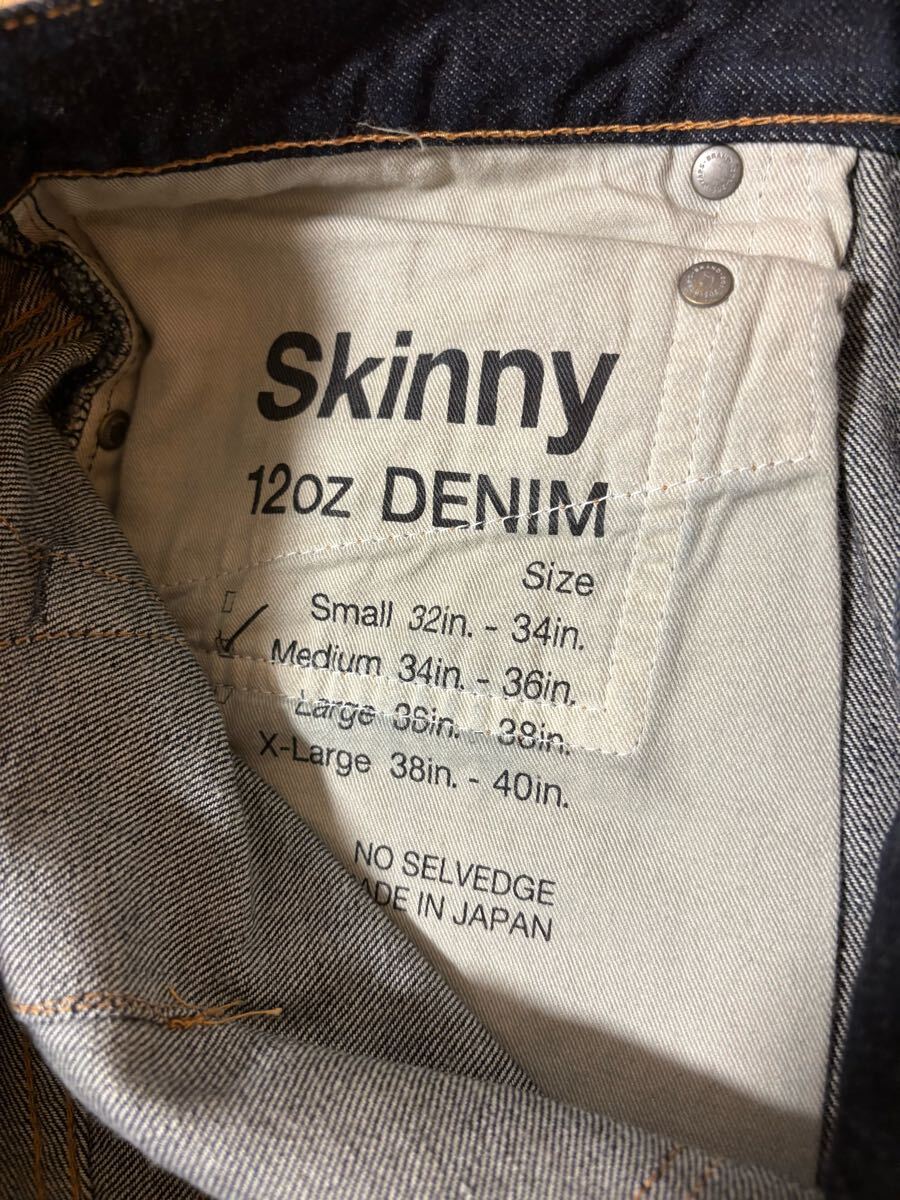 Skinny
12oz DENIM
Size
Small 32in. - 34in.
Medium 34in. - 36in.
Large 36in. - 38in.
X-Large 38in. - 40in.
NO SELVEDGE
ADE IN JAPAN